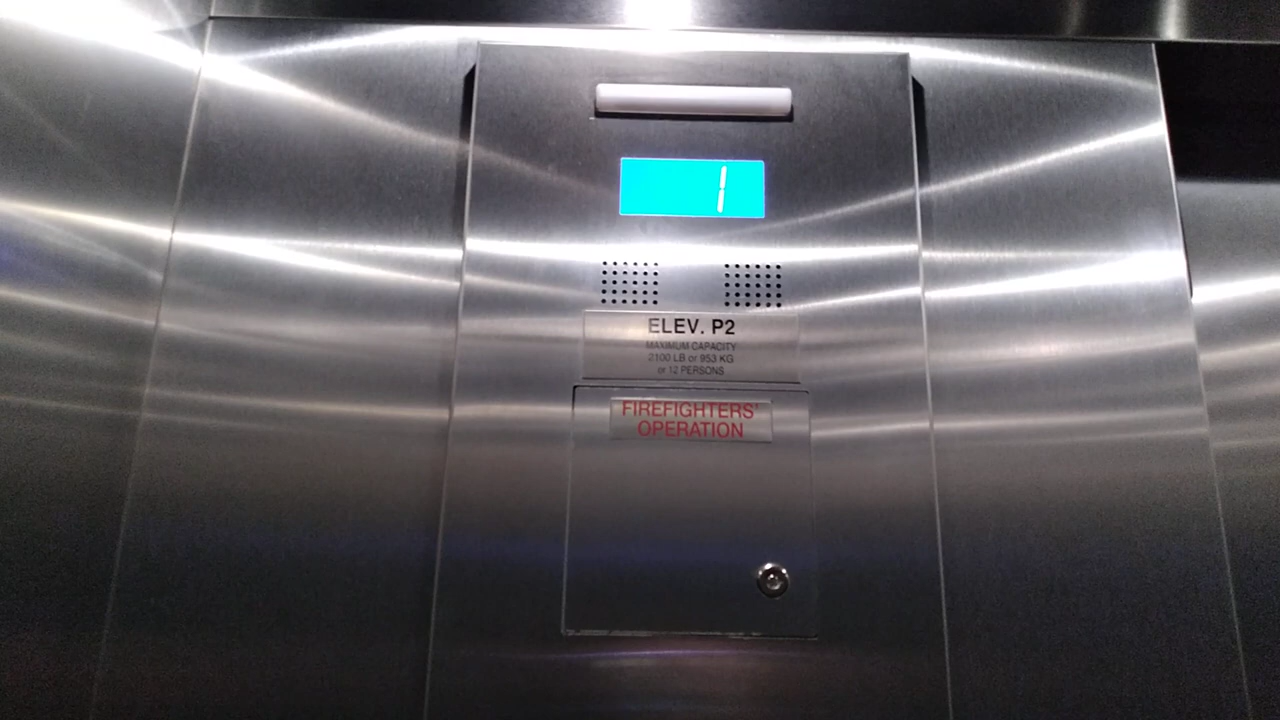 1
ELEV. P2
MAXIMUM CAPACITY
2100 LB or 953 KG
or 12 PERSONS
FIREFIGHTERS'
OPERATION